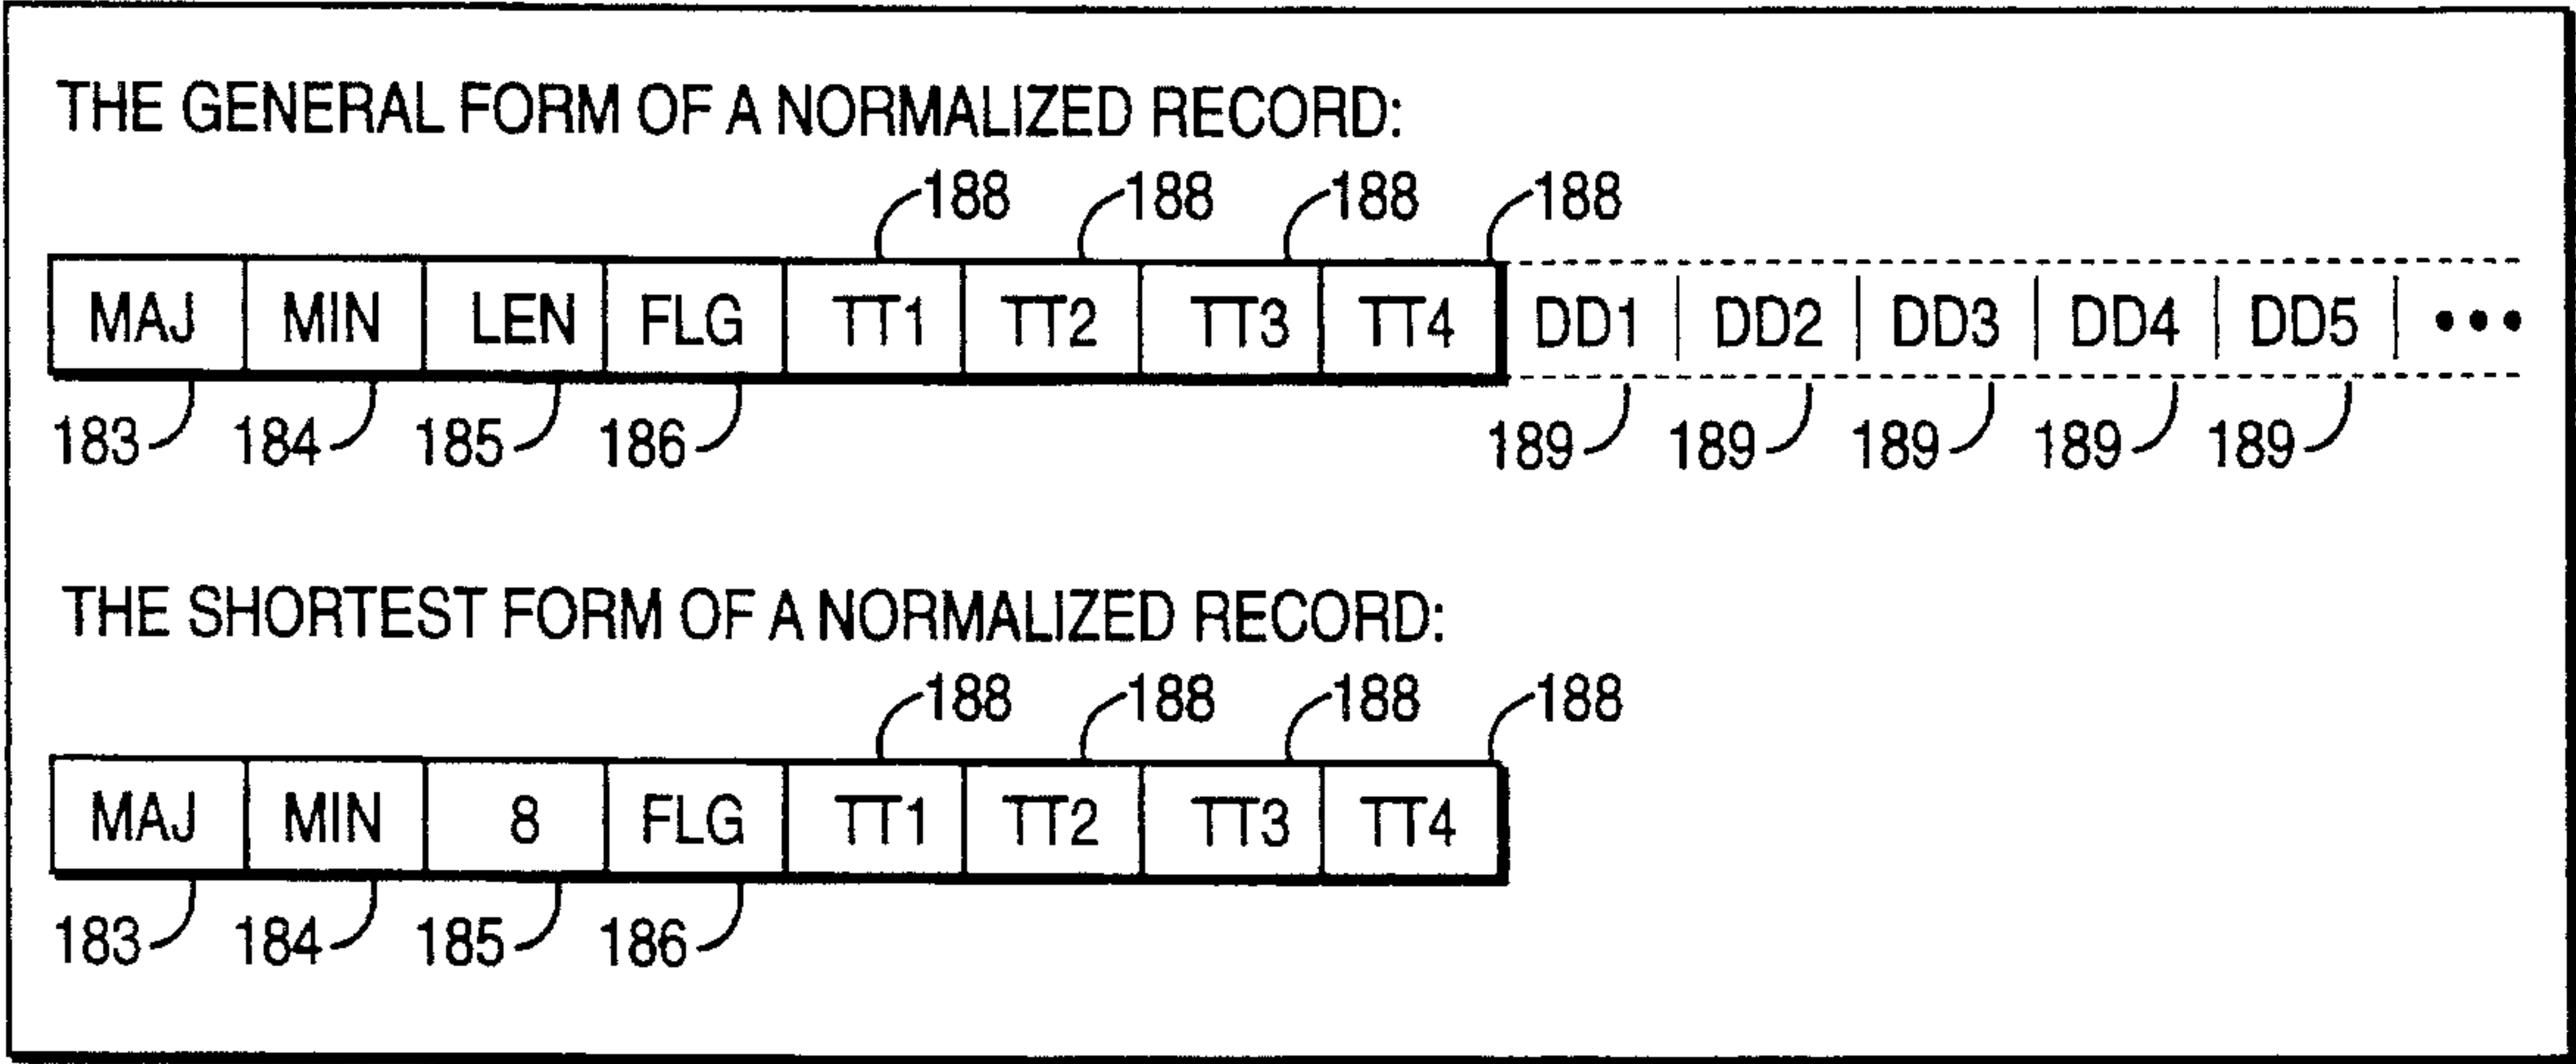 THE GENERAL FORM OF A NORMALIZED RECORD:
188 188 188 188
MAJ MIN LEN FLG TT1 TT2 TT3 TT4 DD1 DD2 DD3 DD4 DD5 •••
183 184 185 186 189 189 189 189 189
THE SHORTEST FORM OF A NORMALIZED RECORD:
188 188 188 188
MAJ MIN 8 FLG TT1 TT2 TT3 TT4
183 184 185 186